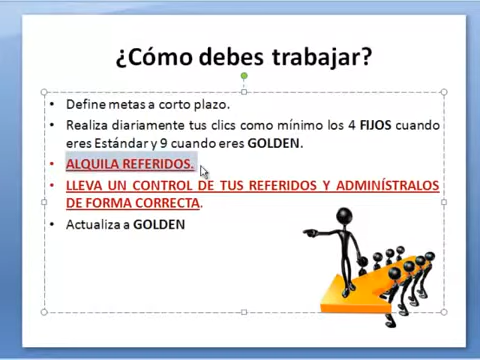 ¿Cómo debes trabajar?
• Define metas a corto plazo.
• Realiza diariamente tus clics como mínimo los 4 FIJOS cuando
eres Estándar y 9 cuando eres GOLDEN.
• ALQUILA REFERIDOS.
• LLEVA UN CONTROL DE TUS REFERIDOS Y ADMINÍSTRALOS
DE FORMA CORRECTA.
• Actualiza a GOLDEN